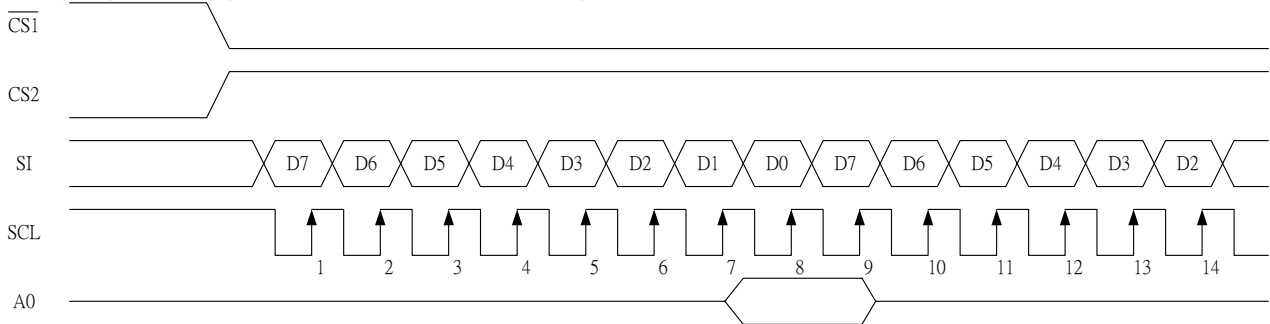 CS1
CS2
SI D7 D6 D5 D4 D3 D2 D1 D0 D7 D6 D5 D4 D3 D2
SCL
1 2 3 4 5 6 7 8 9 10 11 12 13 14
A0